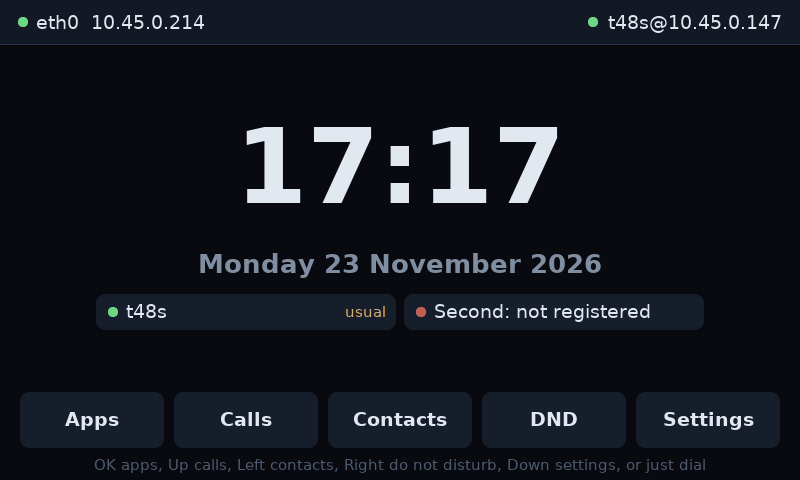 eth0 10.45.0.214
t48s@10.45.0.147
17:17
Monday 23 November 2026
t48s usual
Second: not registered
Apps Calls Contacts DND Settings
OK apps, Up calls, Left contacts, Right do not disturb, Down settings, or just dial